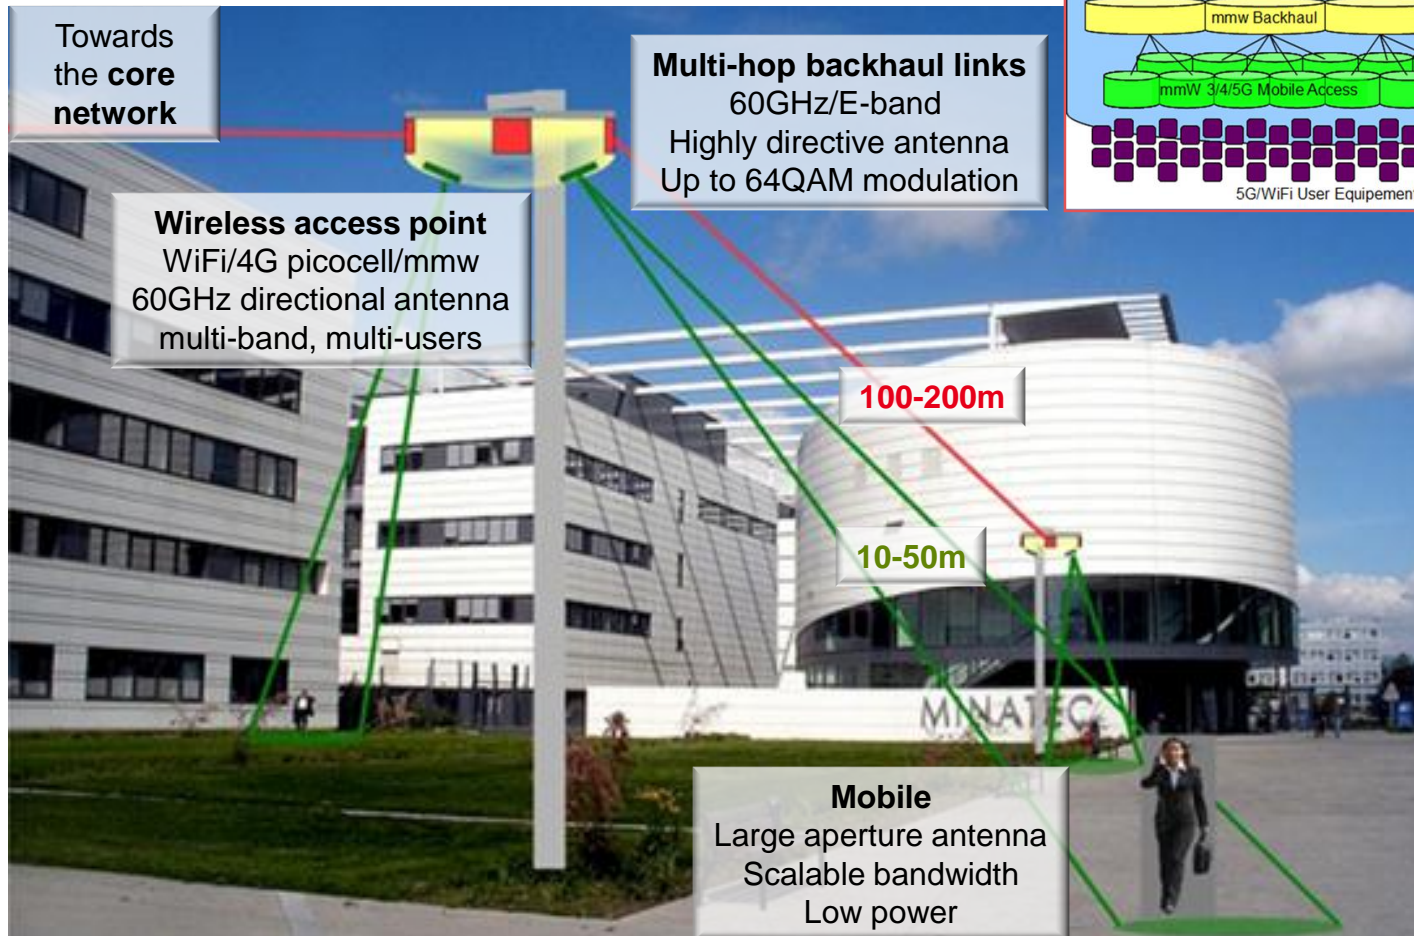 Towards
the core
network
Multi-hop backhaul links
60GHz/E-band
Highly directive antenna
Up to 64QAM modulation
mmw Backhaul
mmW 3/4/5G Mobile Access
5G/WiFi User Equipement
Wireless access point
WiFi/4G picocell/mmw
60GHz directional antenna
multi-band, multi-users
100-200m
10-50m
MINATEC
Mobile
Large aperture antenna
Scalable bandwidth
Low power